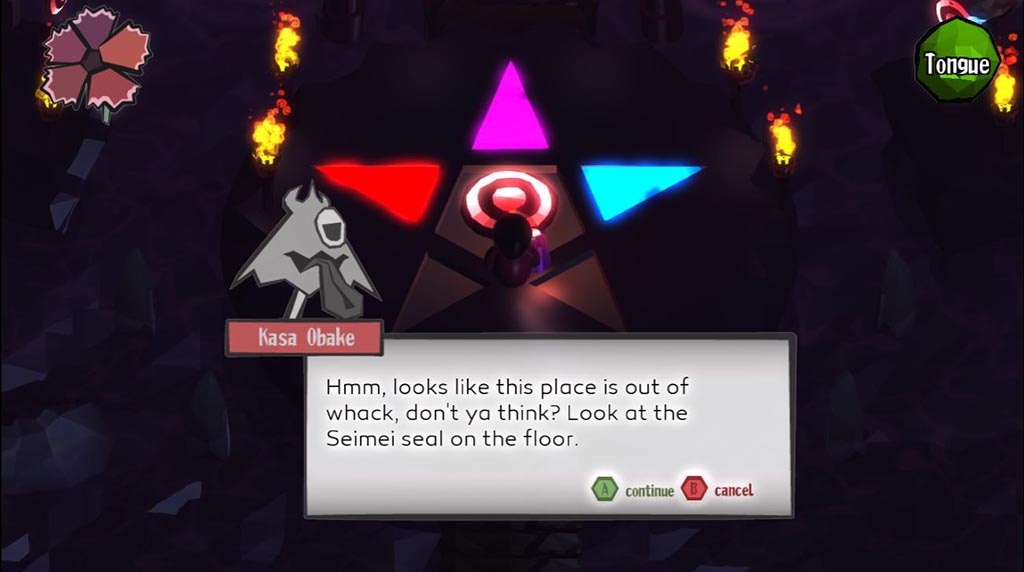 Tongue
Kasa Obake
Hmm, looks like this place is out of
whack, don't ya think? Look at the
Seimei seal on the floor.
A continue B cancel